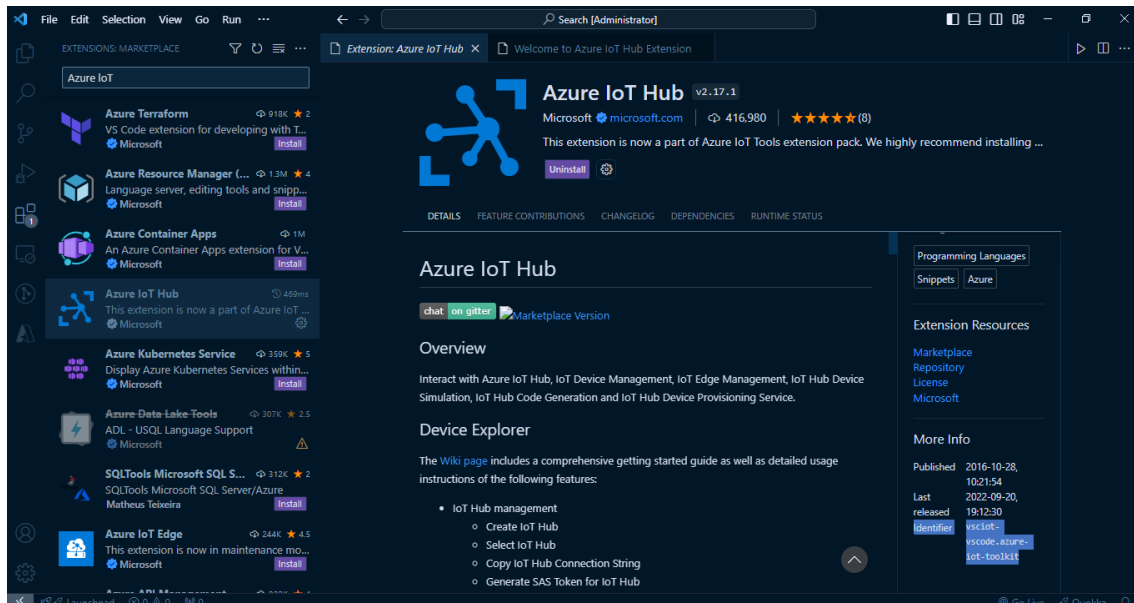 File Edit Selection View Go Run ···
Search [Administrator]
EXTENSIONS: MARKETPLACE
Azure IoT
Azure Terraform 918K ★ 2
VS Code extension for developing with T...
Microsoft Install
Azure Resource Manager (... 1.3M ★ 4
Language server, editing tools and snipp...
Microsoft Install
Azure Container Apps 1M
An Azure Container Apps extension for V...
Microsoft Install
Azure IoT Hub 469ms
This extension is now a part of Azure IoT ...
Microsoft
Azure Kubernetes Service 359K ★ 5
Display Azure Kubernetes Services within...
Microsoft Install
Azure Data Lake Tools 307K ★ 2.5
ADL - USQL Language Support
Microsoft
SQLTools Microsoft SQL S... 312K ★ 2
SQLTools Microsoft SQL Server/Azure
Matheus Teixeira Install
Azure IoT Edge 244K ★ 4.5
This extension is now in maintenance mo...
Microsoft Install
1
Extension: Azure IoT Hub
Welcome to Azure IoT Hub Extension
Azure IoT Hub v2.17.1
Microsoft microsoft.com | 416,980 | ★★★★★(8)
This extension is now a part of Azure IoT Tools extension pack. We highly recommend installing ...
Uninstall
DETAILS FEATURE CONTRIBUTIONS CHANGELOG DEPENDENCIES RUNTIME STATUS
Azure IoT Hub
chat on gitter Marketplace Version
Overview
Interact with Azure IoT Hub, IoT Device Management, IoT Edge Management, IoT Hub Device
Simulation, IoT Hub Code Generation and IoT Hub Device Provisioning Service.
Device Explorer
The Wiki page includes a comprehensive getting started guide as well as detailed usage
instructions of the following features:
• IoT Hub management
Create IoT Hub
Select IoT Hub
Copy IoT Hub Connection String
Generate SAS Token for IoT Hub
Programming Languages
Snippets Azure
Extension Resources
Marketplace
Repository
License
Microsoft
More Info
Published 2016-10-28,
10:21:54
Last 2022-09-20,
released 19:12:30
Identifier vsciot-
vscode.azure-
iot-toolkit
Launchpad 0 0 0
Go Live Quokka